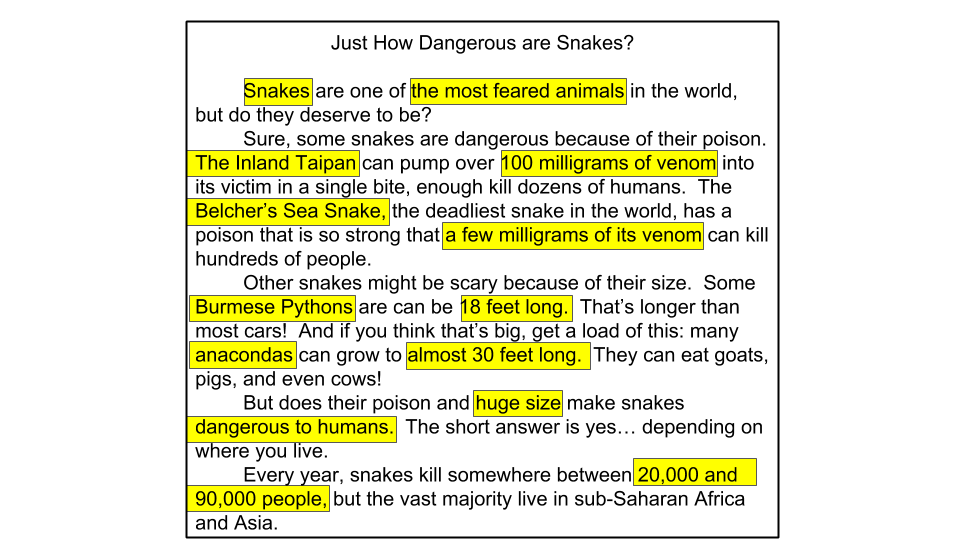 Just How Dangerous are Snakes?
Snakes are one of the most feared animals in the world,
but do they deserve to be?
Sure, some snakes are dangerous because of their poison.
The Inland Taipan can pump over 100 milligrams of venom into
its victim in a single bite, enough kill dozens of humans.  The
Belcher's Sea Snake, the deadliest snake in the world, has a
poison that is so strong that a few milligrams of its venom can kill
hundreds of people.
Other snakes might be scary because of their size.  Some
Burmese Pythons are can be 18 feet long.  That's longer than
most cars!  And if you think that's big, get a load of this: many
anacondas can grow to almost 30 feet long.  They can eat goats,
pigs, and even cows!
But does their poison and huge size make snakes
dangerous to humans.  The short answer is yes… depending on
where you live.
Every year, snakes kill somewhere between 20,000 and
90,000 people, but the vast majority live in sub-Saharan Africa
and Asia.